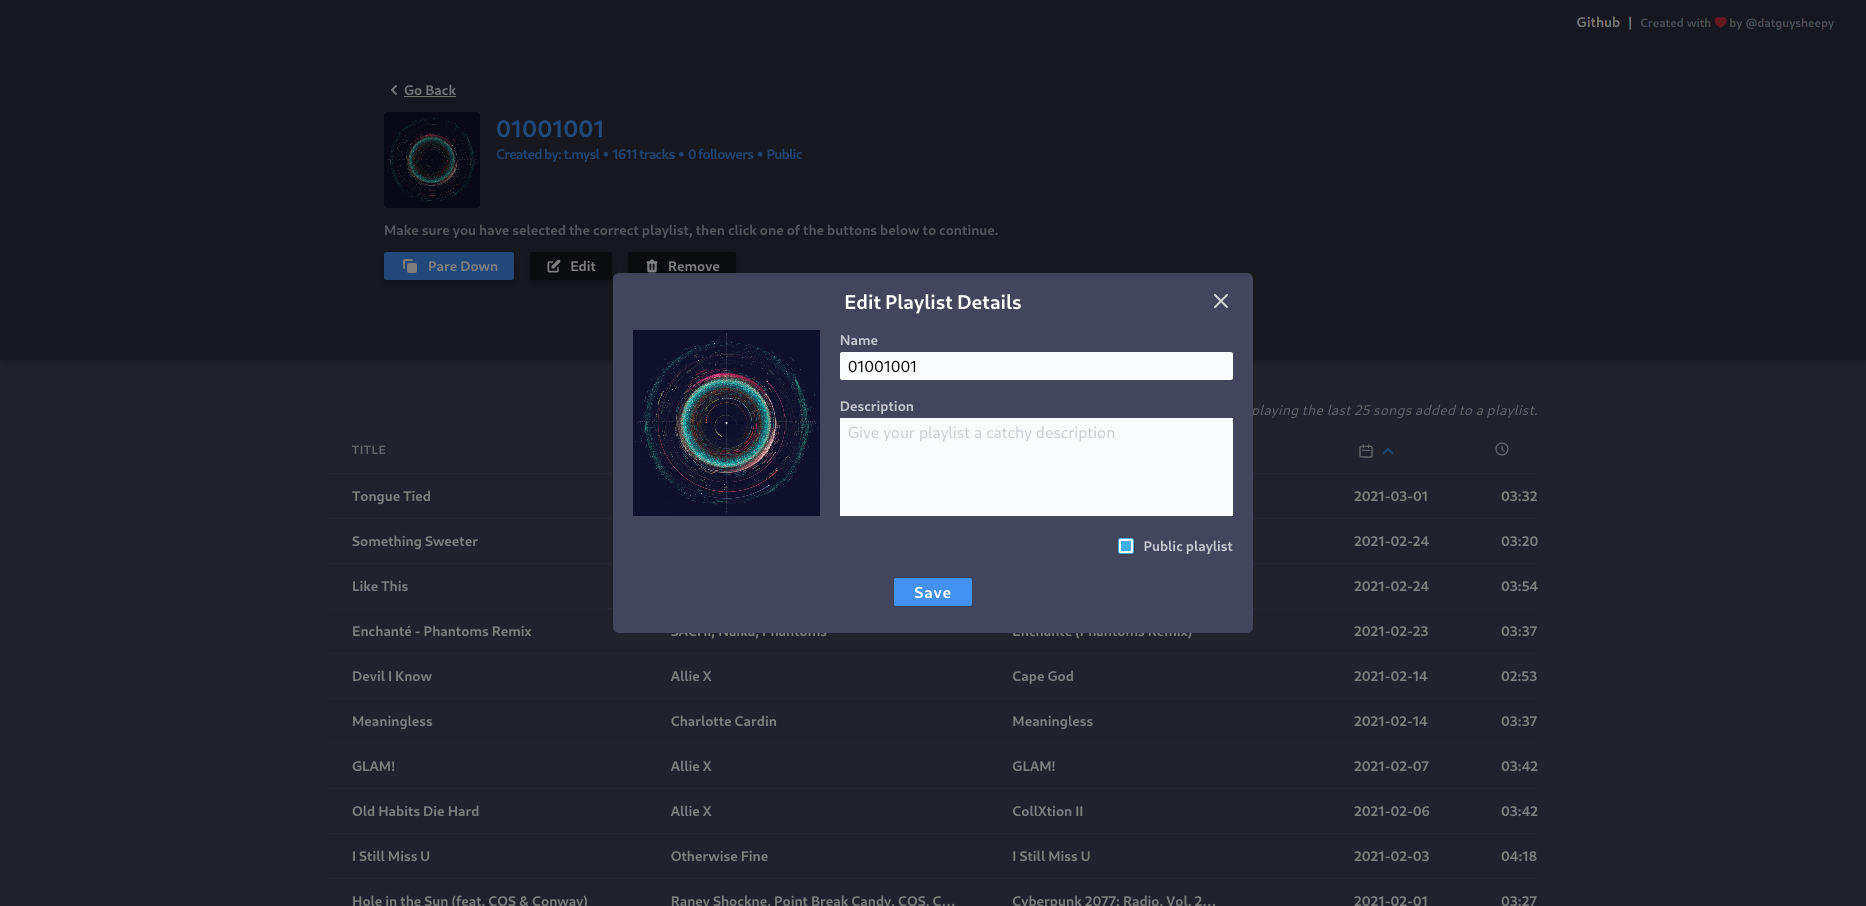 Github | Created with ❤ by @datguysheepy
Go Back
01001001
Created by: t.mysl • 1611 tracks • 0 followers • Public
Make sure you have selected the correct playlist, then click one of the buttons below to continue.
Pare Down Edit Remove
Edit Playlist Details
Name
01001001
Description
Give your playlist a catchy description
Public playlist
Save
playing the last 25 songs added to a playlist.
TITLE
Tongue Tied 2021-03-01 03:32
Something Sweeter 2021-02-24 03:20
Like This 2021-02-24 03:54
Enchanté - Phantoms Remix SACHI, Naïka, Phantoms Enchanté (Phantoms Remix) 2021-02-23 03:37
Devil I Know Allie X Cape God 2021-02-14 02:53
Meaningless Charlotte Cardin Meaningless 2021-02-14 03:37
GLAM! Allie X GLAM! 2021-02-07 03:42
Old Habits Die Hard Allie X CollXtion II 2021-02-06 03:42
I Still Miss U Otherwise Fine I Still Miss U 2021-02-03 04:18
Hole in the Sun (feat. COS & Conway) Raney Shockne, Point Break Candy, COS, C... Cyberpunk 2077: Radio, Vol. 2... 2021-02-01 03:27